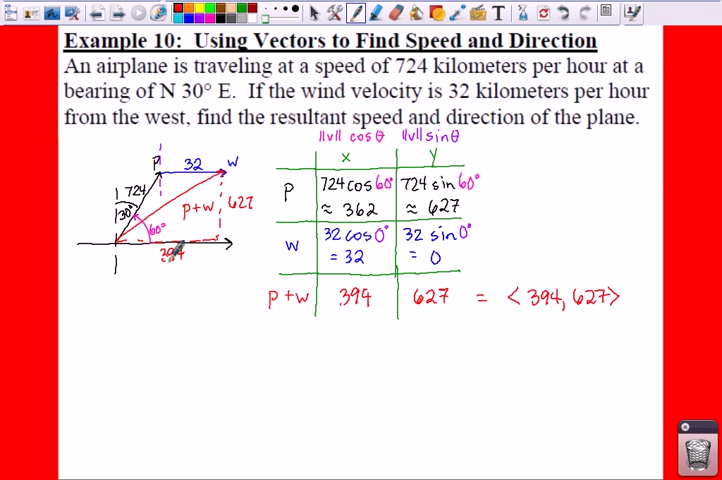 Example 10: Using Vectors to Find Speed and Direction
An airplane is traveling at a speed of 724 kilometers per hour at a
bearing of N 30° E. If the wind velocity is 32 kilometers per hour
from the west, find the resultant speed and direction of the plane.
||v|| cosθ ||v|| sinθ
x y
P 32 W
724
30°
60°
P+W
627
394
P 724 cos 60° 724 sin 60°
≈ 362 ≈ 627
W 32 cos 0° 32 sin 0°
= 32 = 0
P+W 394 627 = <394, 627>